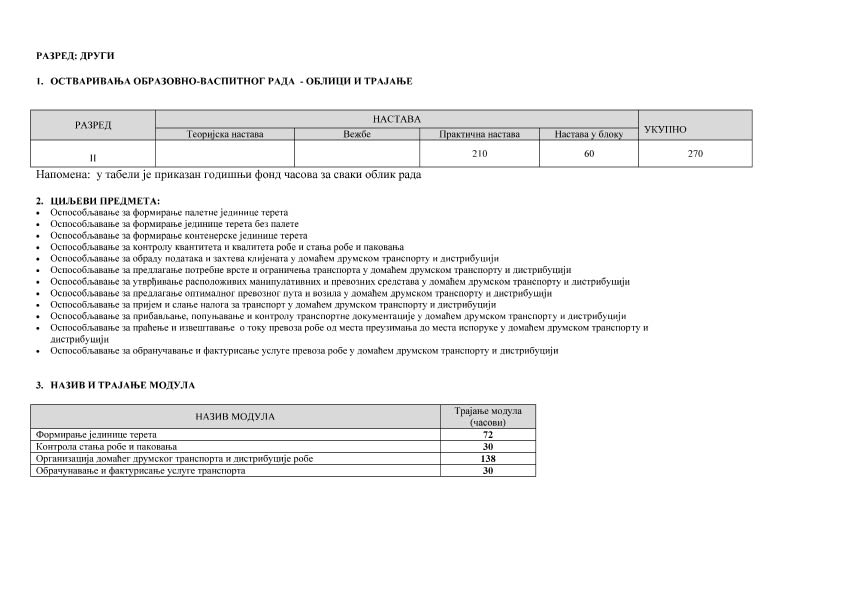 РАЗРЕД: ДРУГИ
1. ОСТВАРИВАЊА ОБРАЗОВНО-ВАСПИТНОГ РАДА - ОБЛИЦИ И ТРАЈАЊЕ
РАЗРЕД НАСТАВА УКУПНО
Теоријска настава Вежбе Практична настава Настава у блоку
II 210 60 270
Напомена: у табели је приказан годишњи фонд часова за сваки облик рада
2. ЦИЉЕВИ ПРЕДМЕТА:
• Оспособљавање за формирање палетне јединице терета
• Оспособљавање за формирање јединице терета без палете
• Оспособљавање за формирање контенерске јединице терета
• Оспособљавање за контролу квантитета и квалитета робе и стања робе и паковања
• Оспособљавање за обраду података и захтева клијената у домаћем друмском транспорту и дистрибуцији
• Оспособљавање за предлагање потребне врсте и ограничења транспорта у домаћем друмском транспорту и дистрибуцији
• Оспособљавање за утврђивање расположивих манипулативних и превозних средстава у домаћем друмском транспорту и дистрибуцији
• Оспособљавање за предлагање оптималног превозног пута и возила у домаћем друмском транспорту и дистрибуцији
• Оспособљавање за пријем и слање налога за транспорт у домаћем друмском транспорту и дистрибуцији
• Оспособљавање за прибављање, попуњавање и контролу транспортне документације у домаћем друмском транспорту и дистрибуцији
• Оспособљавање за праћење и извештавање о току превоза робе од места преузимања до места испоруке у домаћем друмском транспорту и
дистрибуцији
• Оспособљавање за обранучавање и фактурисање услуге превоза робе у домаћем друмском транспорту и дистрибуцији
3. НАЗИВ И ТРАЈАЊЕ МОДУЛА
НАЗИВ МОДУЛА Трајање модула
(часови)
Формирање јединице терета 72
Контрола стања робе и паковања 30
Организација домаћег друмског транспорта и дистрибуције робе 138
Обрачунавање и фактурисање услуге транспорта 30